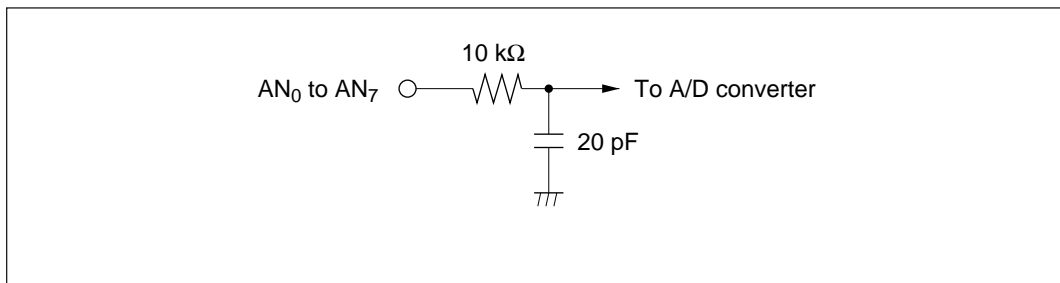 10 kΩ
AN₀ to AN₇ To A/D converter
20 pF